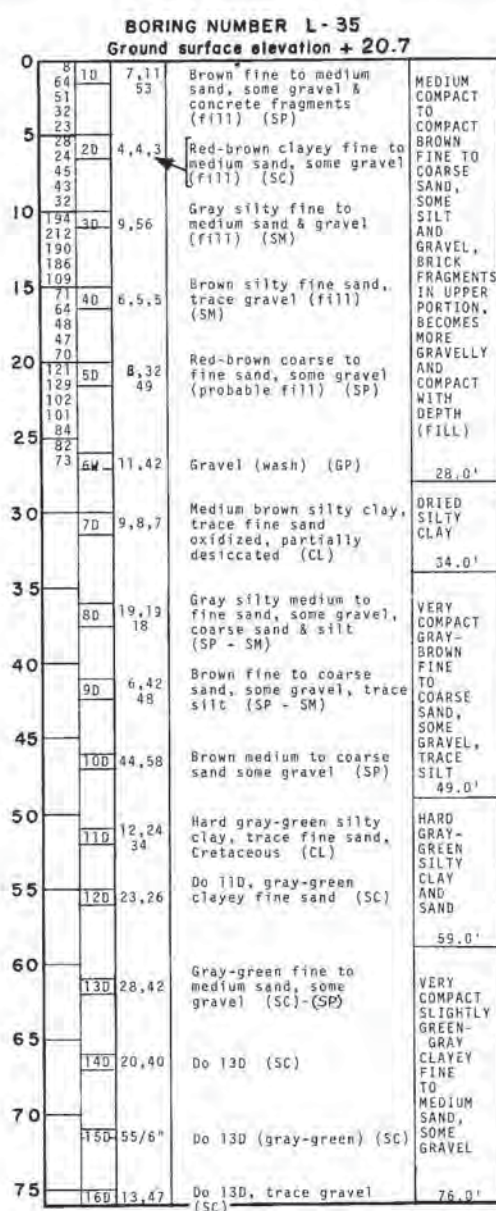 BORING NUMBER L-35
Ground surface elevation + 20.7
0
8
64
51
32
23
1D
7,11
53
Brown fine to medium
sand, some gravel &
concrete fragments
(fill) (SP)
5
28
24
45
43
32
2D
4,4,3
Red-brown clayey fine to
medium sand, some gravel
(fill) (SC)
10
194
212
190
186
109
3D
9,56
Gray silty fine to
medium sand & gravel
(fill) (SM)
15
71
64
48
47
70
4D
6,5,5
Brown silty fine sand,
trace gravel (fill)
(SM)
20
121
129
102
101
84
5D
8,32
49
Red-brown coarse to
fine sand, some gravel
(probable fill) (SP)
25
82
73
6W
11,42
Gravel (wash) (GP)
MEDIUM
COMPACT
TO
COMPACT
BROWN
FINE TO
COARSE
SAND,
SOME
SILT
AND
GRAVEL,
BRICK
FRAGMENTS
IN UPPER
PORTION,
BECOMES
MORE
GRAVELLY
AND
COMPACT
WITH
DEPTH
(FILL)
28.0'
30
7D
9,8,7
Medium brown silty clay,
trace fine sand
oxidized, partially
desiccated (CL)
DRIED
SILTY
CLAY
34.0'
35
8D
19,19
18
Gray silty medium to
fine sand, some gravel,
coarse sand & silt
(SP - SM)
40
9D
6,42
48
Brown fine to coarse
sand, some gravel, trace
silt (SP - SM)
45
10D
44,58
Brown medium to coarse
sand some gravel (SP)
VERY
COMPACT
GRAY-
BROWN
FINE
TO
COARSE
SAND,
SOME
GRAVEL,
TRACE
SILT
49.0'
50
11D
12,24
34
Hard gray-green silty
clay, trace fine sand,
Cretaceous (CL)
55
12D
23,26
Do 11D, gray-green
clayey fine sand (SC)
HARD
GRAY-
GREEN
SILTY
CLAY
AND
SAND
59.0'
60
13D
28,42
Gray-green fine to
medium sand, some
gravel (SC)-(SP)
65
14D
20,40
Do 13D (SC)
70
15D
55/6"
Do 13D (gray-green) (SC)
75
16D
13,47
Do 13D, trace gravel
(SC)
VERY
COMPACT
SLIGHTLY
GREEN-
GRAY
CLAYEY
FINE
TO
MEDIUM
SAND,
SOME
GRAVEL
76.0'